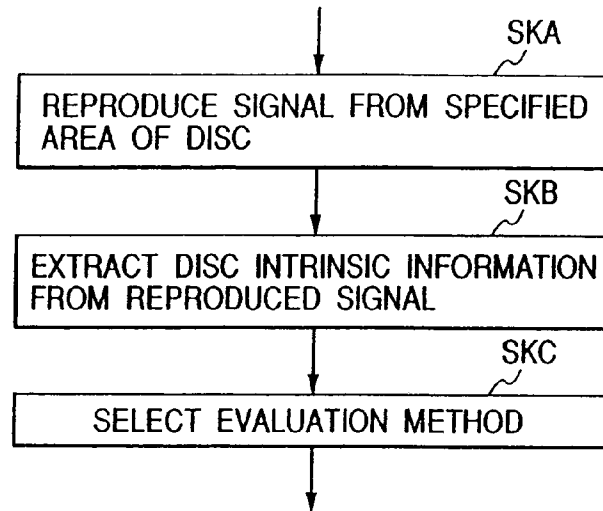 SKA
REPRODUCE SIGNAL FROM SPECIFIED
AREA OF DISC
SKB
EXTRACT DISC INTRINSIC INFORMATION
FROM REPRODUCED SIGNAL
SKC
SELECT EVALUATION METHOD